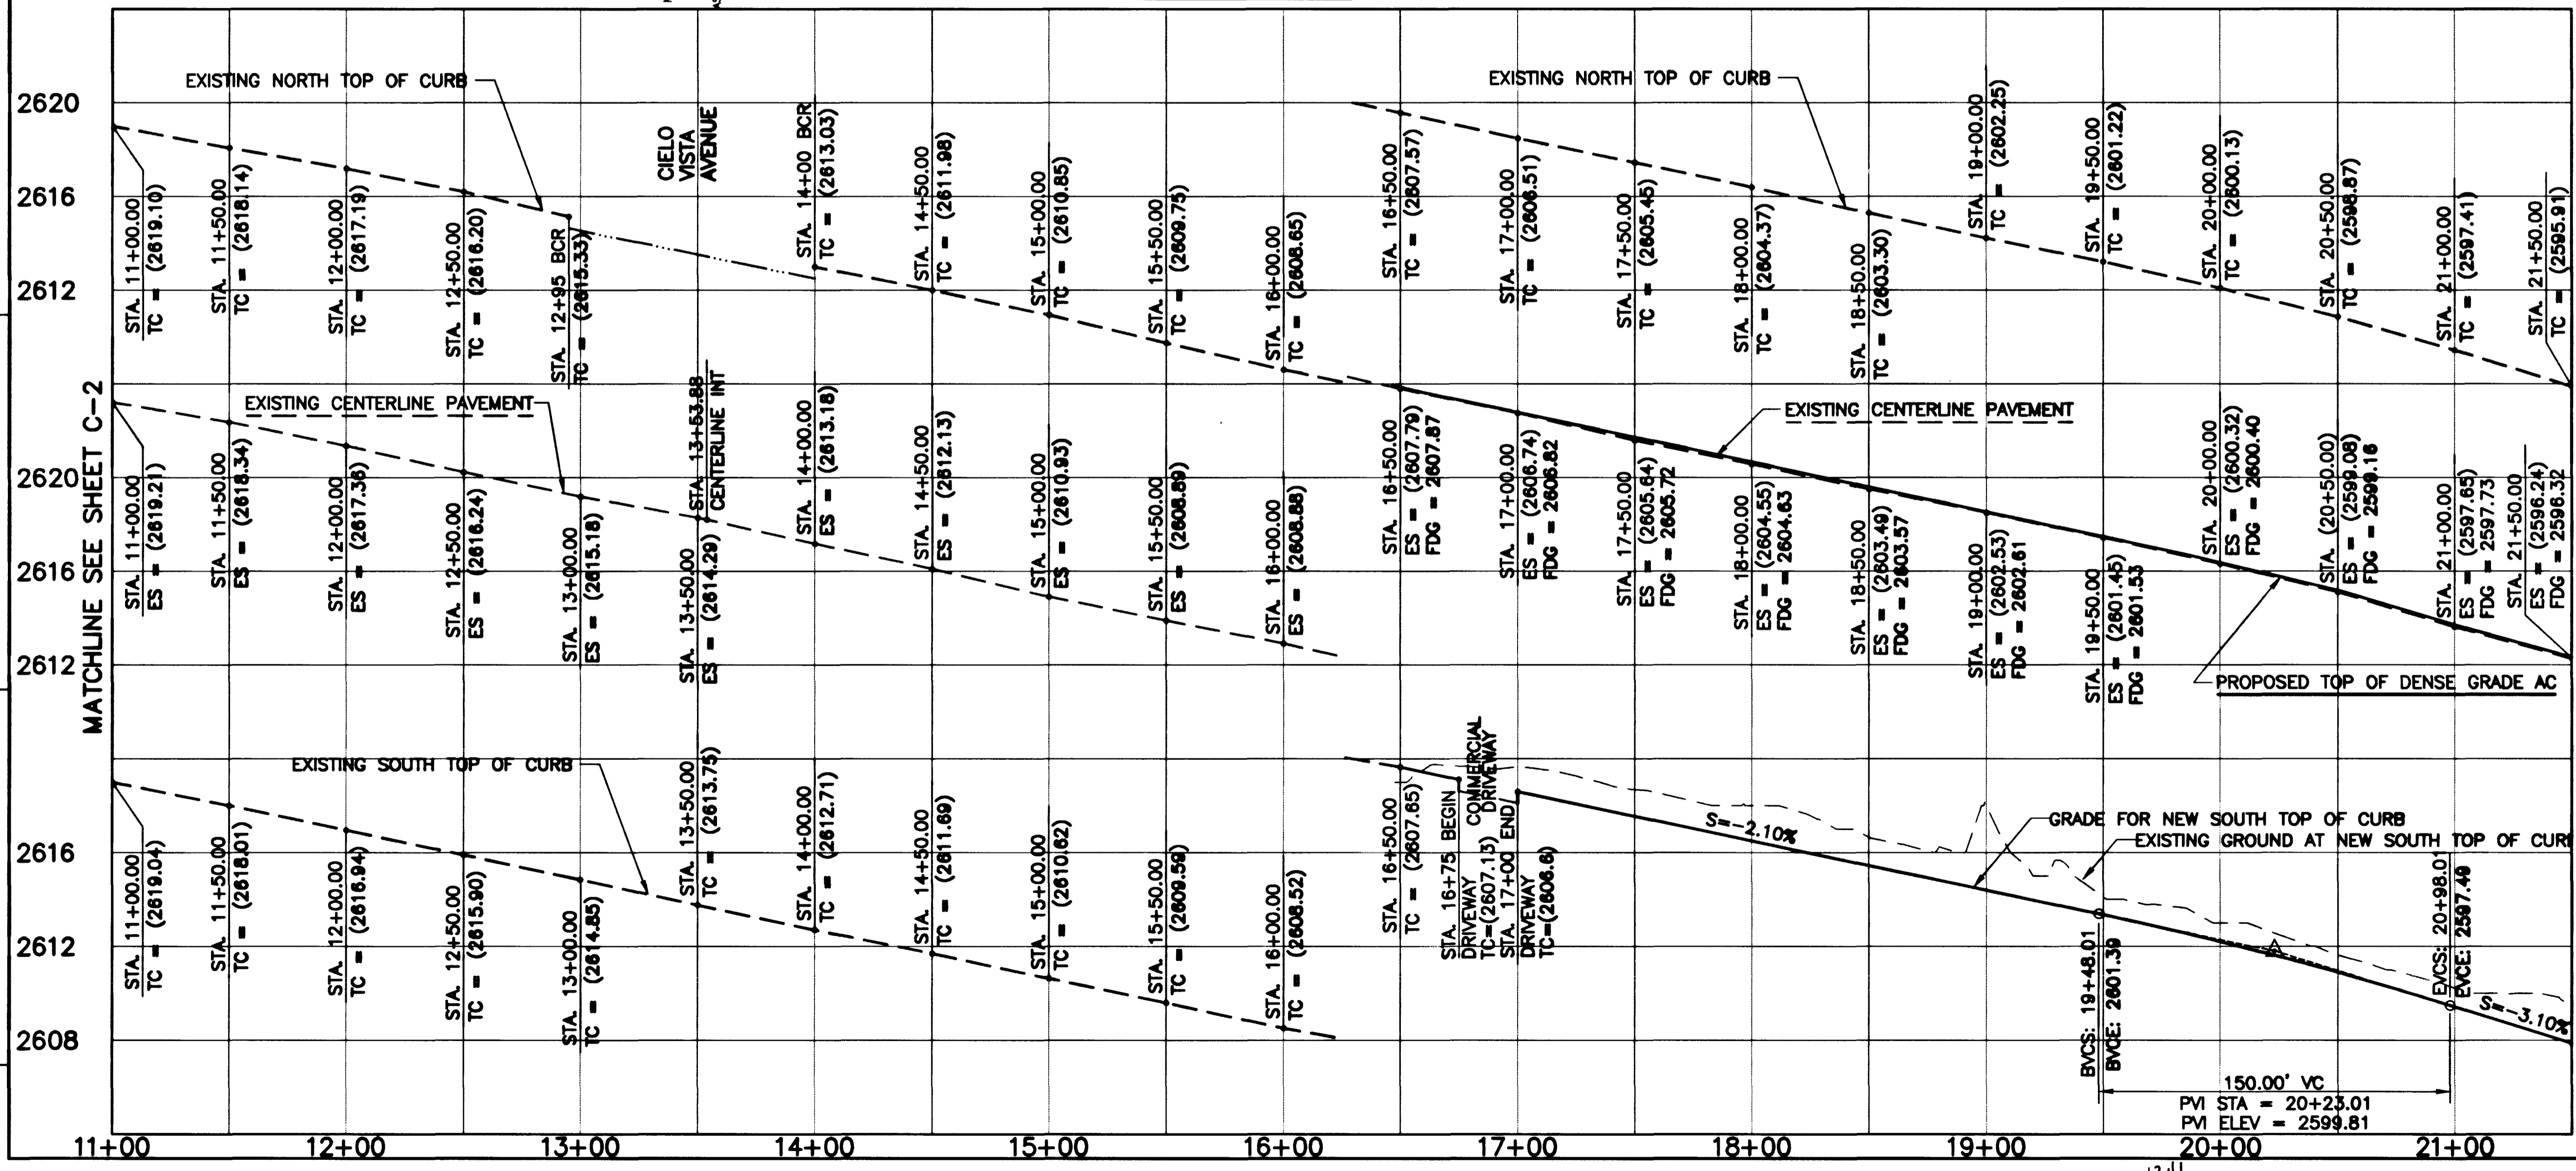 EXISTING NORTH TOP OF CURB
EXISTING NORTH TOP OF CURB
2620
2616
2612
2620
2616
2612
2616
2612
2608
MATCHLINE SEE SHEET C-2
STA. 11+00.00
TC = (2619.10)
STA. 11+50.00
TC = (2618.14)
STA. 12+00.00
TC = (2617.19)
STA. 12+50.00
TC = (2616.20)
STA. 12+95 BCR
TC = (2615.33)
CIELO
VISTA
AVENUE
STA. 14+00 BCR
TC = (2613.03)
STA. 14+50.00
TC = (2611.98)
STA. 15+00.00
TC = (2610.85)
STA. 15+50.00
TC = (2609.75)
STA. 16+00.00
TC = (2608.65)
STA. 16+50.00
TC = (2607.57)
STA. 17+00.00
TC = (2606.51)
STA. 17+50.00
TC = (2605.45)
STA. 18+00.00
TC = (2604.37)
STA. 18+50.00
TC = (2603.30)
STA. 19+00.00
TC = (2602.25)
STA. 19+50.00
TC = (2601.22)
STA. 20+00.00
TC = (2600.13)
STA. 20+50.00
TC = (2598.87)
STA. 21+00.00
TC = (2597.41)
STA. 21+50.00
TC = (2595.91)
EXISTING CENTERLINE PAVEMENT
EXISTING CENTERLINE PAVEMENT
STA. 11+00.00
ES = (2619.21)
STA. 11+50.00
ES = (2618.34)
STA. 12+00.00
ES = (2617.36)
STA. 12+50.00
ES = (2616.24)
STA. 13+00.00
ES = (2615.18)
STA. 13+50.00
ES = (2614.29)
STA. 13+53.88
CENTERLINE INT
STA. 14+00.00
ES = (2613.18)
STA. 14+50.00
ES = (2612.13)
STA. 15+00.00
ES = (2610.93)
STA. 15+50.00
ES = (2608.89)
STA. 16+00.00
ES = (2608.88)
STA. 16+50.00
ES = (2607.79)
FDG = 2607.87
STA. 17+00.00
ES = (2606.74)
FDG = 2606.82
STA. 17+50.00
ES = (2605.64)
FDG = 2605.72
STA. 18+00.00
ES = (2604.55)
FDG = 2604.63
STA. 18+50.00
ES = (2603.49)
FDG = 2603.57
STA. 19+00.00
ES = (2602.53)
FDG = 2602.61
STA. 19+50.00
ES = (2601.45)
FDG = 2601.53
STA. 20+00.00
ES = (2600.32)
FDG = 2600.40
STA. (20+50.00)
ES = (2599.08)
FDG = 2599.16
STA. 21+00.00
ES = (2597.65)
FDG = 2597.73
STA. 21+50.00
ES = (2596.24)
FDG = 2596.32
PROPOSED TOP OF DENSE GRADE AC
EXISTING SOUTH TOP OF CURB
STA. 11+00.00
TC = (2619.04)
STA. 11+50.00
TC = (2618.01)
STA. 12+00.00
TC = (2616.94)
STA. 12+50.00
TC = (2615.90)
STA. 13+00.00
TC = (2614.85)
STA. 13+50.00
TC = (2613.75)
STA. 14+00.00
TC = (2612.71)
STA. 14+50.00
TC = (2611.69)
STA. 15+00.00
TC = (2610.62)
STA. 15+50.00
TC = (2609.59)
STA. 16+00.00
TC = (2608.52)
STA. 16+50.00
TC = (2607.65)
STA. 16+75 BEGIN
DRIVEWAY
TC=(2607.13)
COMMERCIAL
DRIVEWAY
STA. 17+00 END
DRIVEWAY
TC=(2606.6)
S=-2.10%
GRADE FOR NEW SOUTH TOP OF CURB
EXISTING GROUND AT NEW SOUTH TOP OF CURB
BVCS: 19+48.01
BVCE: 2601.39
EVCS: 20+98.01
EVCE: 2597.49
S=-3.10%
150.00' VC
PVI STA = 20+23.01
PVI ELEV = 2599.81
11+00 12+00 13+00 14+00 15+00 16+00 17+00 18+00 19+00 20+00 21+00